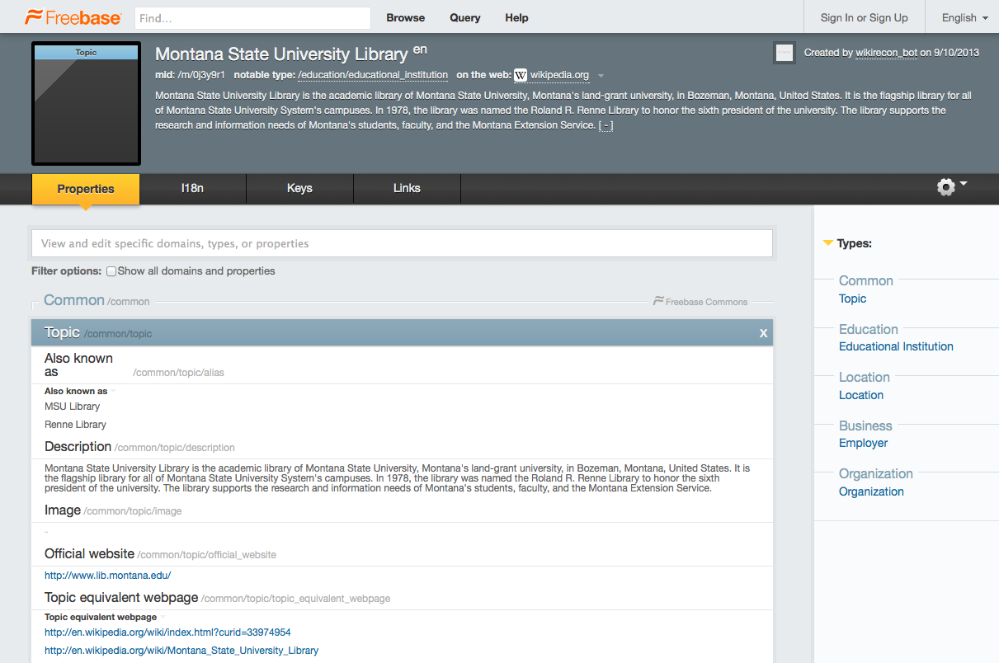 Freebase Find... Browse Query Help Sign In or Sign Up English
Topic
Montana State University Library en
Created by wikirecon_bot on 9/10/2013
mid: /m/0j3y9r1 notable type: /education/educational_institution on the web: W wikipedia.org
Montana State University Library is the academic library of Montana State University, Montana's land-grant university, in Bozeman, Montana, United States. It is the flagship library for all
of Montana State University System's campuses. In 1978, the library was named the Roland R. Renne Library to honor the sixth president of the university. The library supports the
research and information needs of Montana's students, faculty, and the Montana Extension Service. [ - ]
Properties I18n Keys Links
View and edit specific domains, types, or properties
Filter options: Show all domains and properties
Common /common Freebase Commons
Topic /common/topic X
Also known
as /common/topic/alias
Also known as
MSU Library
Renne Library
Description /common/topic/description
Montana State University Library is the academic library of Montana State University, Montana's land-grant university, in Bozeman, Montana, United States. It is
the flagship library for all of Montana State University System's campuses. In 1978, the library was named the Roland R. Renne Library to honor the sixth
president of the university. The library supports the research and information needs of Montana's students, faculty, and the Montana Extension Service.
Image /common/topic/image
-
Official website /common/topic/official_website
http://www.lib.montana.edu/
Topic equivalent webpage /common/topic/topic_equivalent_webpage
Topic equivalent webpage
http://en.wikipedia.org/wiki/index.html?curid=33974954
http://en.wikipedia.org/wiki/Montana_State_University_Library
Types:
Common
Topic
Education
Educational Institution
Location
Location
Business
Employer
Organization
Organization